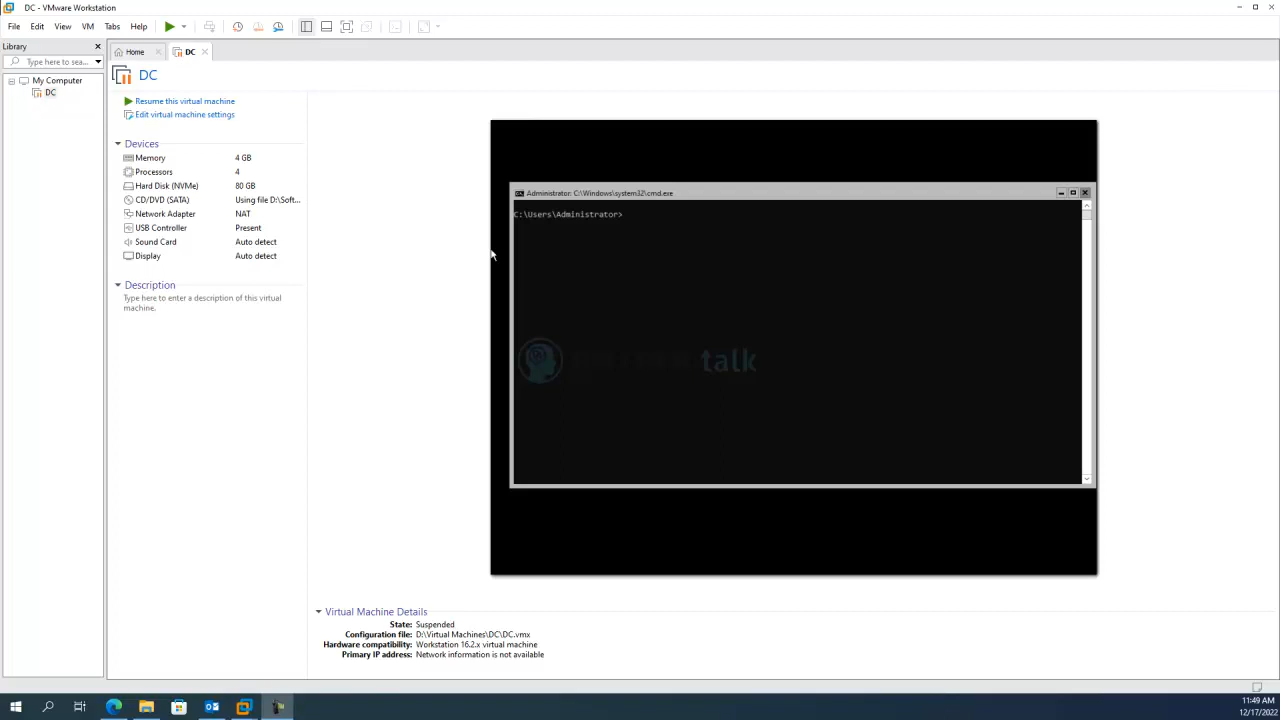 DC - VMware Workstation
File Edit View VM Tabs Help
Library
Type here to sea...
My Computer
DC
Home
DC
DC
Resume this virtual machine
Edit virtual machine settings
Devices
Memory 4 GB
Processors 4
Hard Disk (NVMe) 80 GB
CD/DVD (SATA) Using file D:\Soft...
Network Adapter NAT
USB Controller Present
Sound Card Auto detect
Display Auto detect
Description
Type here to enter a description of this virtual
machine.
Administrator: C:\Windows\system32\cmd.exe
C:\Users\Administrator>
talk
Virtual Machine Details
State: Suspended
Configuration file: D:\Virtual Machines\DC\DC.vmx
Hardware compatibility: Workstation 16.2.x virtual machine
Primary IP address: Network information is not available
11:49 AM
12/17/2022